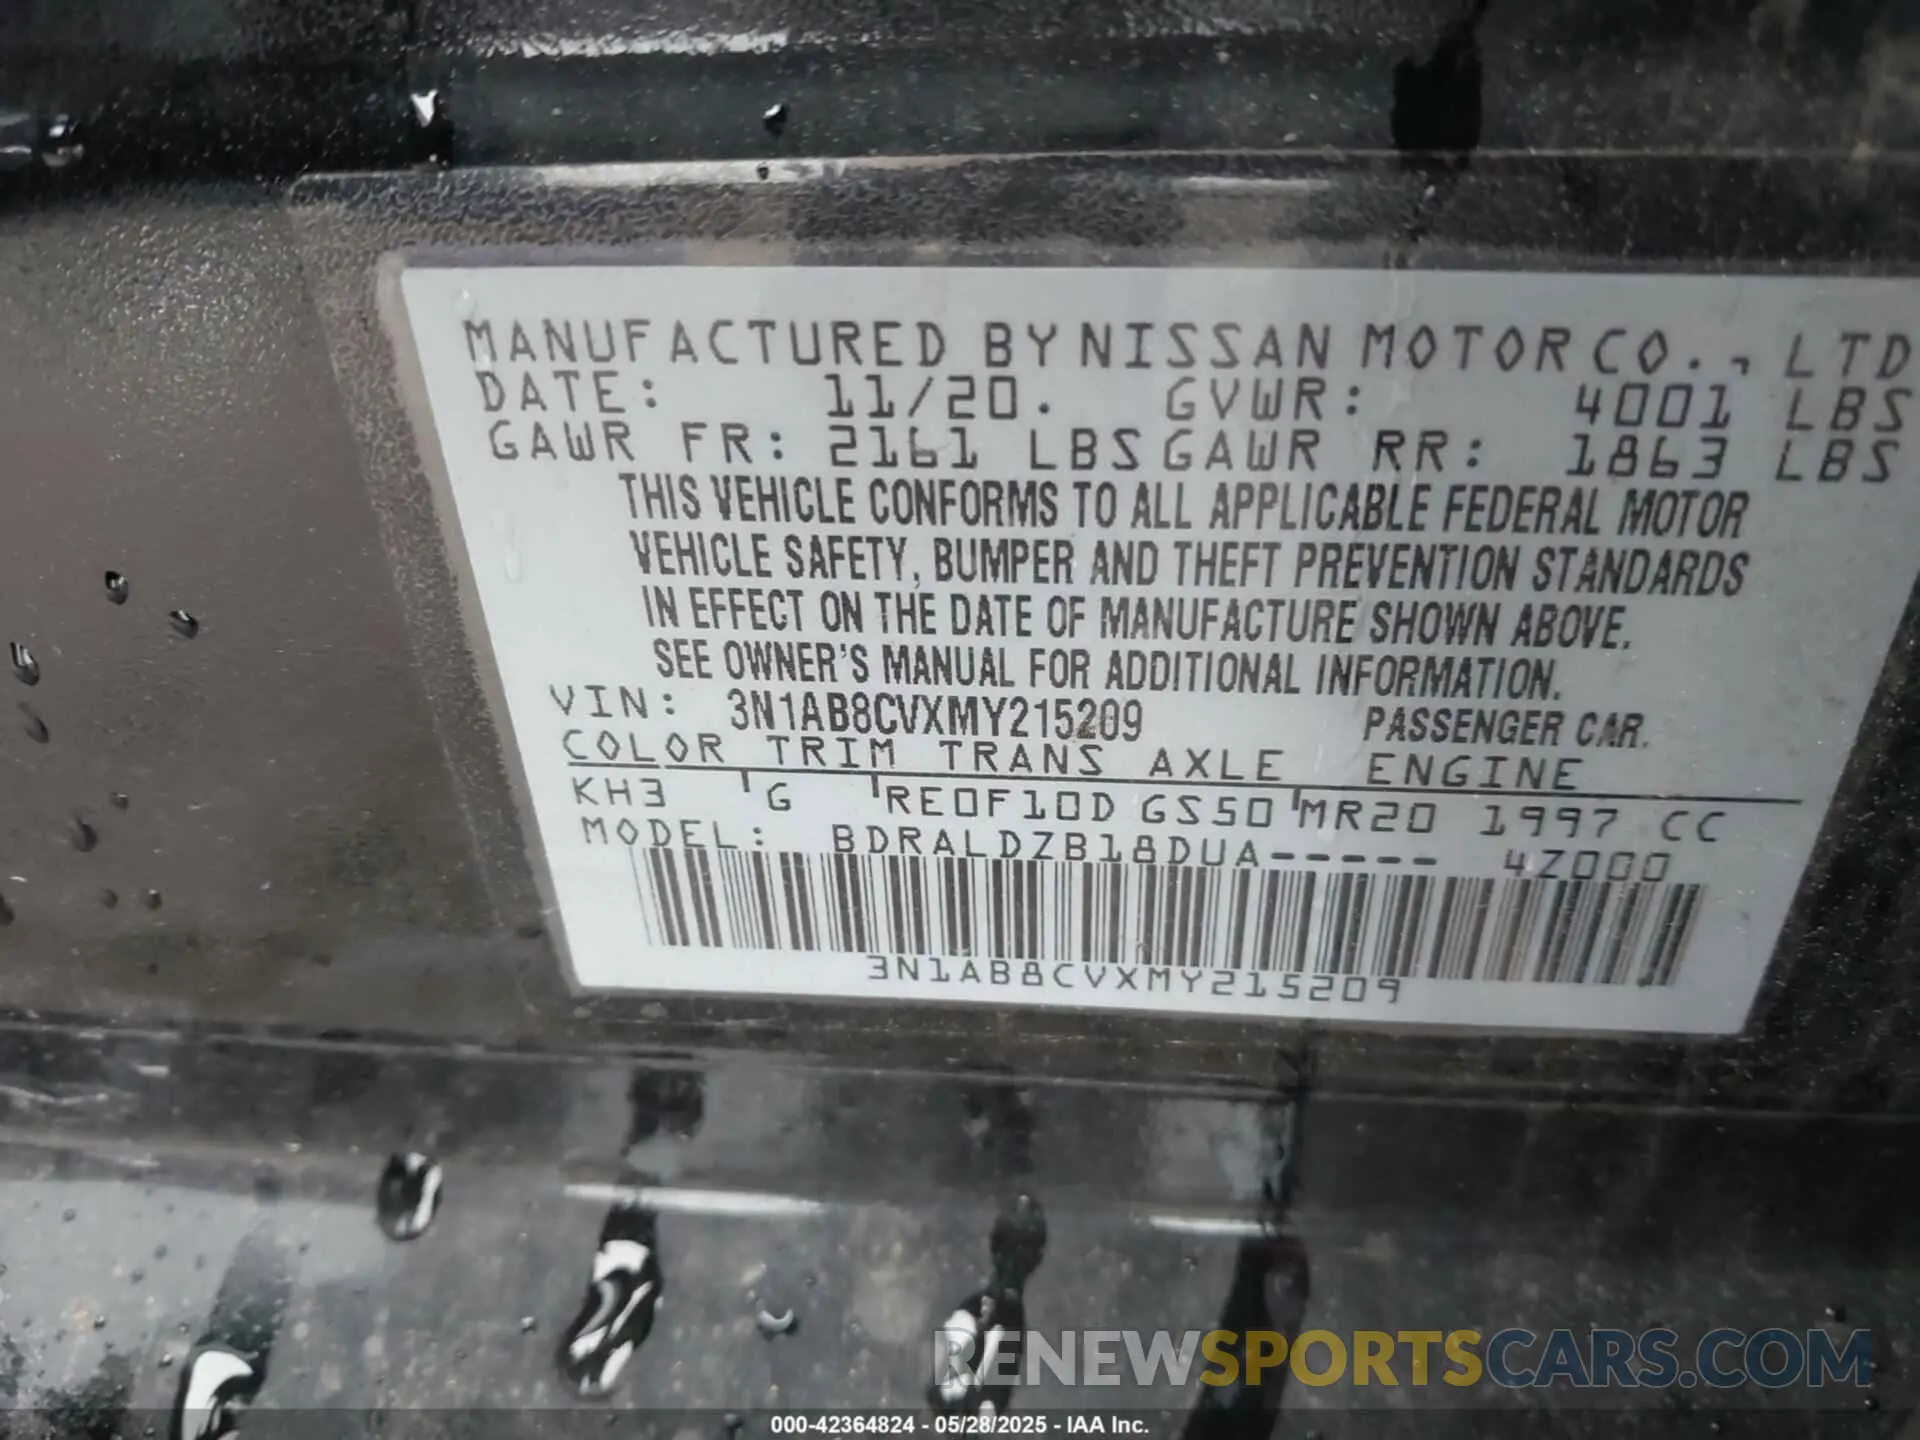 MANUFACTURED BY NISSAN MOTOR CO., LTD
DATE: 11/20. GVWR: 4001 LBS
GAWR FR: 2161 LBS GAWR RR: 1863 LBS
THIS VEHICLE CONFORMS TO ALL APPLICABLE FEDERAL MOTOR
VEHICLE SAFETY, BUMPER AND THEFT PREVENTION STANDARDS
IN EFFECT ON THE DATE OF MANUFACTURE SHOWN ABOVE.
SEE OWNER'S MANUAL FOR ADDITIONAL INFORMATION.
VIN: 3N1AB8CVXMY215209 PASSENGER CAR.
COLOR TRIM TRANS AXLE ENGINE
KH3 G RE0F10D GS50 MR20 1997 CC
MODEL: BDRALDZB18DUA----- 4Z000
3N1AB8CVXMY215209
RENEWSPORTSCARS.COM
000-42364824 - 05/28/2025 - IAA Inc.